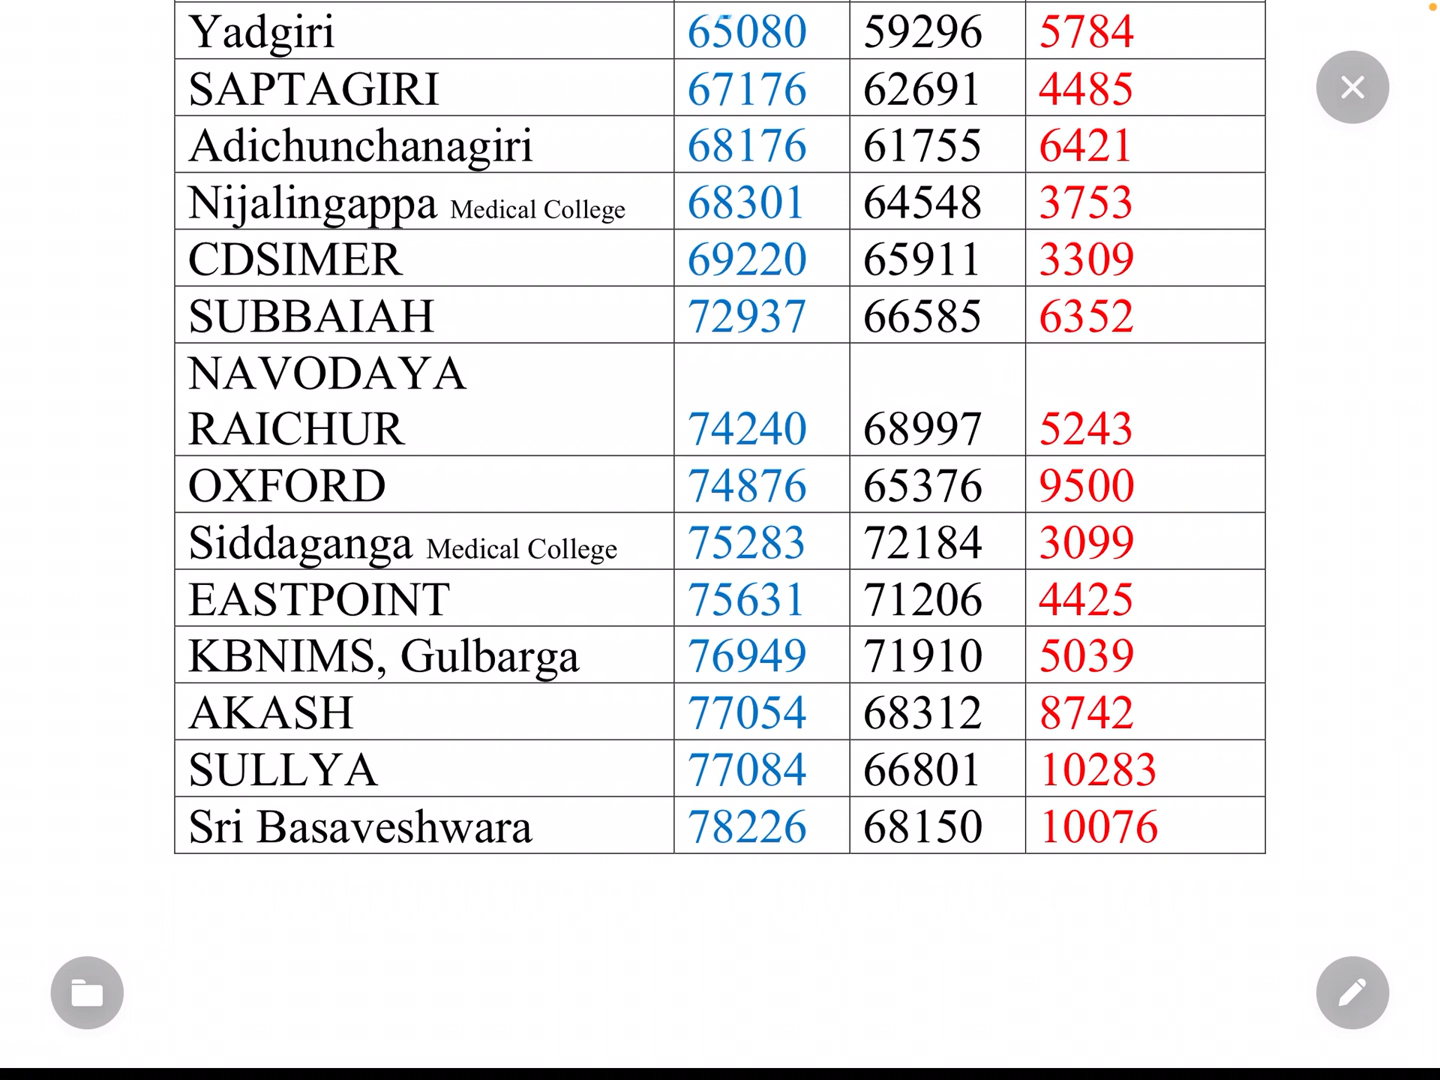 Yadgiri 65080 59296 5784
SAPTAGIRI 67176 62691 4485
Adichunchanagiri 68176 61755 6421
Nijalingappa Medical College 68301 64548 3753
CDSIMER 69220 65911 3309
SUBBAIAH 72937 66585 6352
NAVODAYA
RAICHUR 74240 68997 5243
OXFORD 74876 65376 9500
Siddaganga Medical College 75283 72184 3099
EASTPOINT 75631 71206 4425
KBNIMS, Gulbarga 76949 71910 5039
AKASH 77054 68312 8742
SULLYA 77084 66801 10283
Sri Basaveshwara 78226 68150 10076